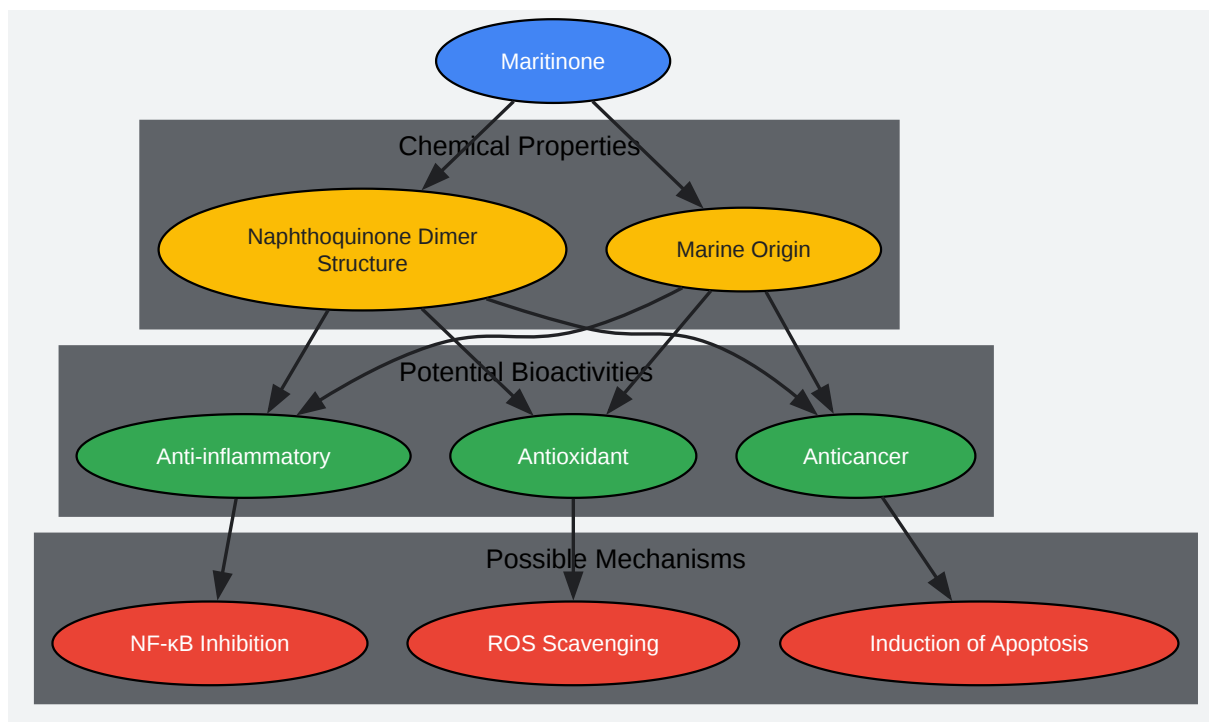 Maritinone
Chemical Properties
Naphthoquinone Dimer
Structure
Marine Origin
Potential Bioactivities
Anti-inflammatory
Antioxidant
Anticancer
Possible Mechanisms
NF-κB Inhibition
ROS Scavenging
Induction of Apoptosis